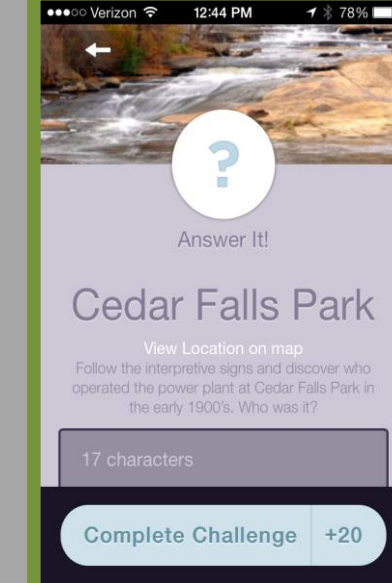 ●●●○○ Verizon 12:44 PM 78%
?
Answer It!
Cedar Falls Park
View Location on map
Follow the interpretive signs and discover who
operated the power plant at Cedar Falls Park in
the early 1900's. Who was it?
17 characters
Complete Challenge +20